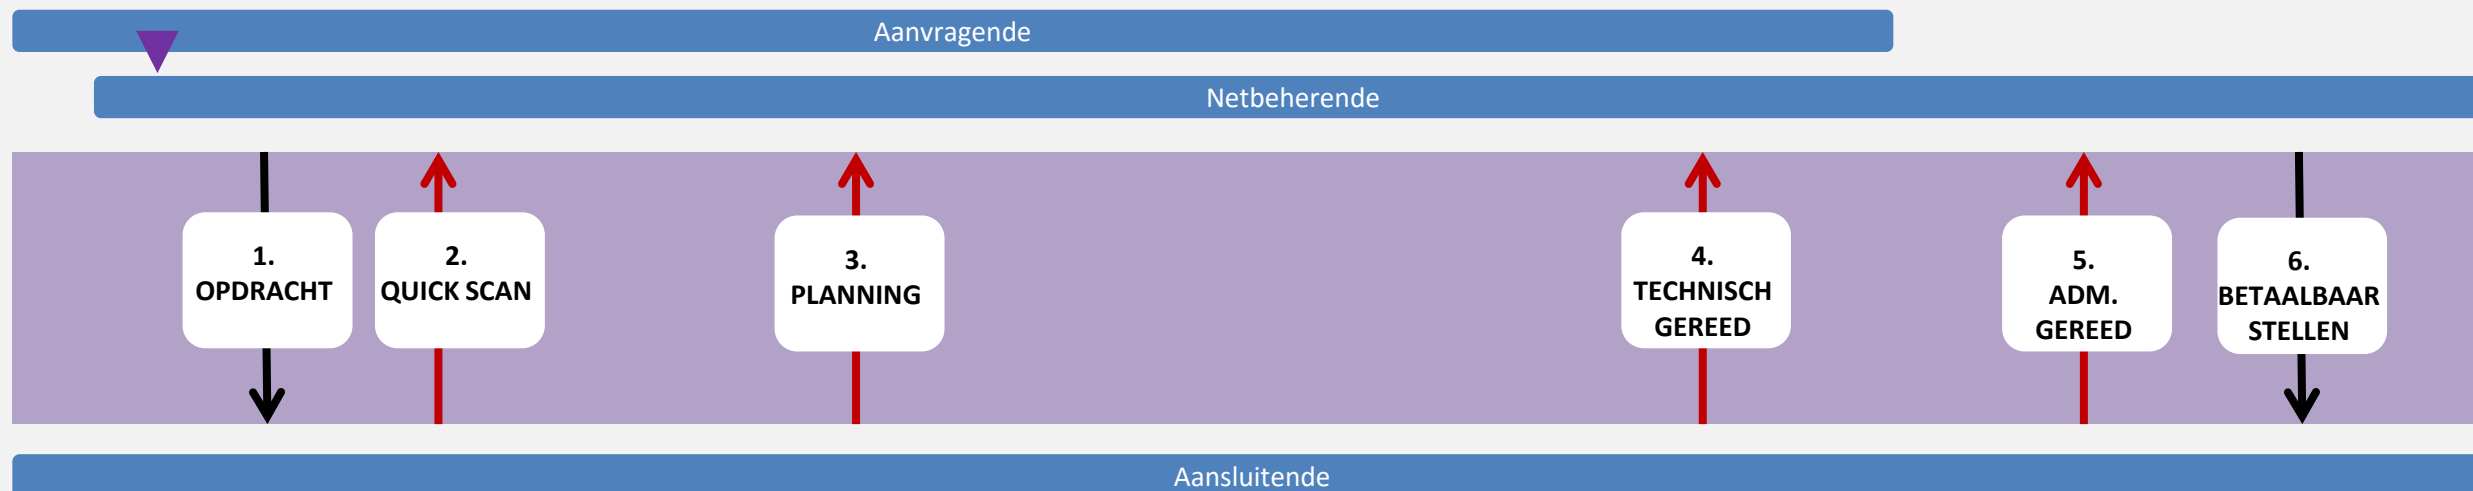 Aanvragende
Netbeherende
1.
OPDRACHT
2.
QUICK SCAN
3.
PLANNING
4.
TECHNISCH
GEREED
5.
ADM.
GEREED
6.
BETAALBAAR
STELLEN
Aansluitende